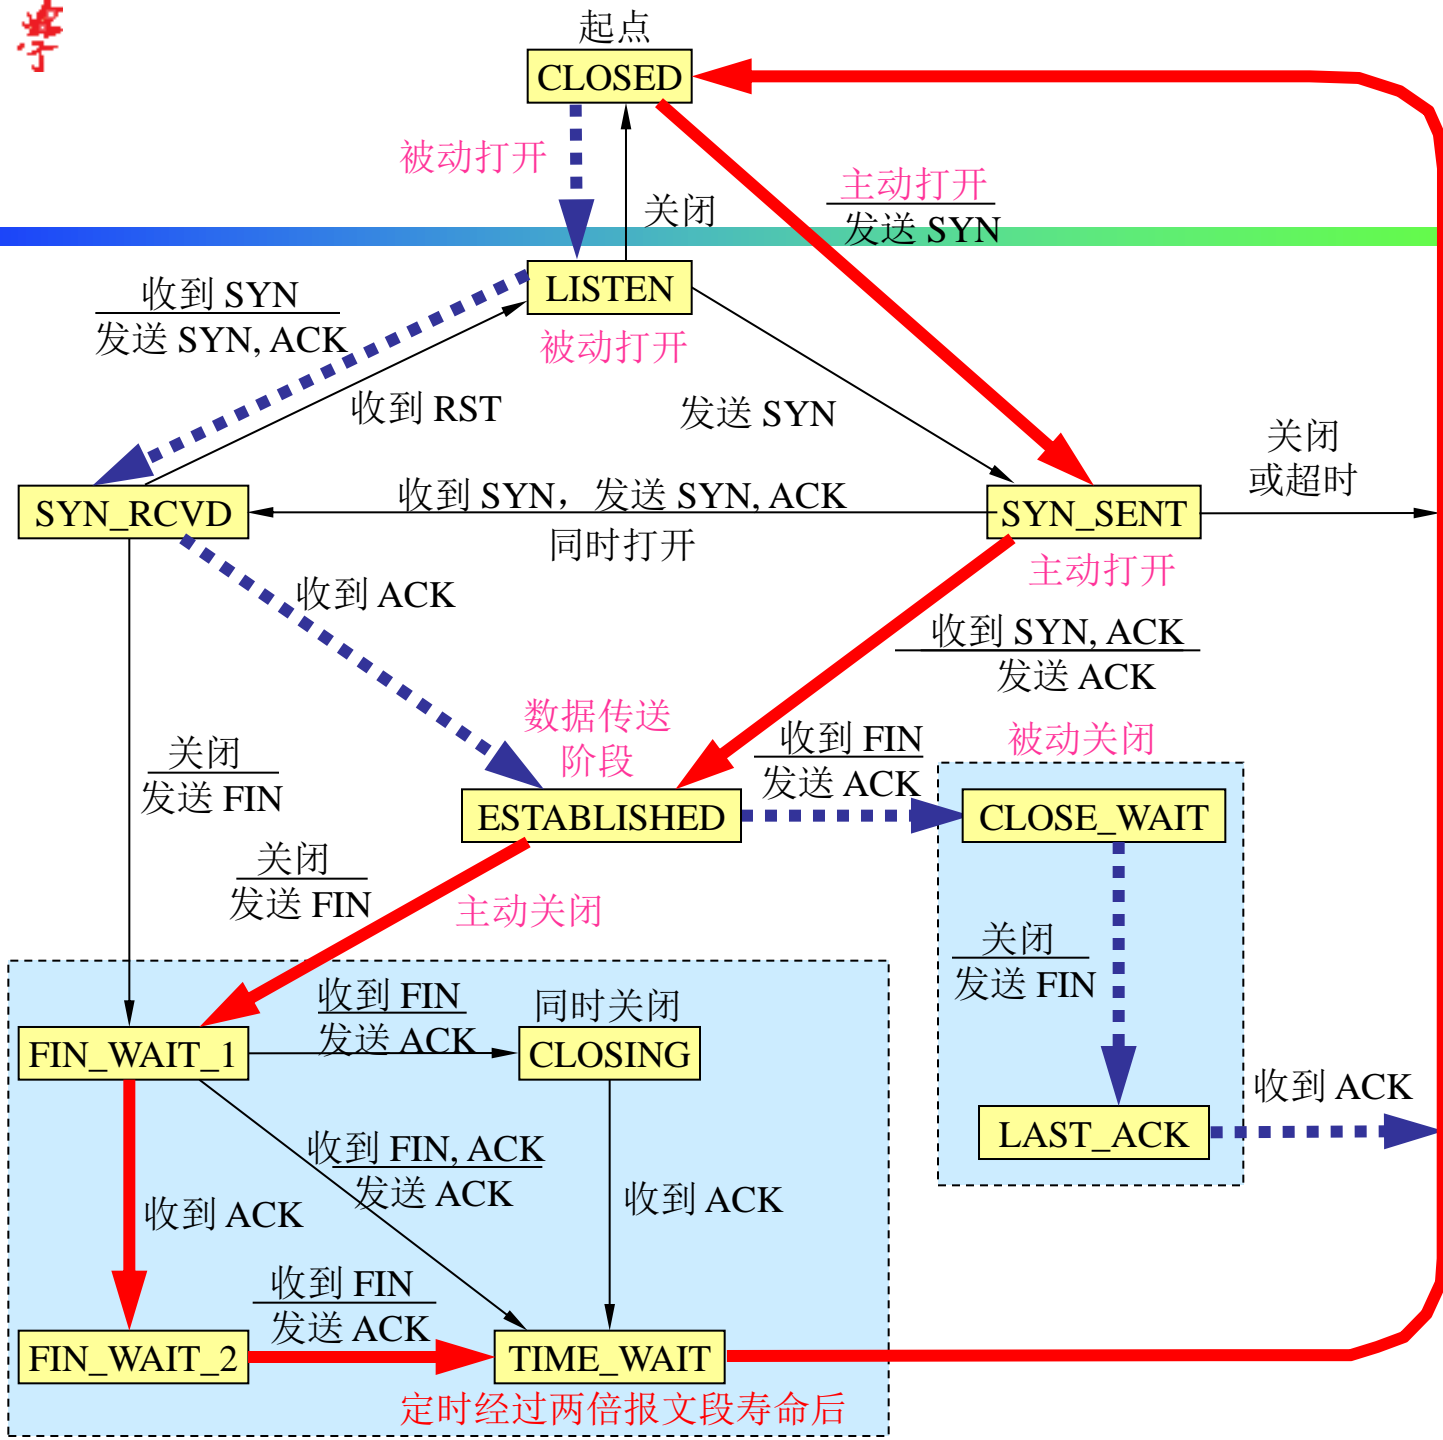 学
起点
CLOSED
被动打开
主动打开
发送 SYN
关闭
LISTEN
被动打开
收到 SYN
发送 SYN, ACK
收到 RST
发送 SYN
关闭
或超时
SYN_RCVD
收到 SYN，发送 SYN, ACK
同时打开
SYN_SENT
主动打开
收到 ACK
收到 SYN, ACK
发送 ACK
数据传送
阶段
关闭
发送 FIN
收到 FIN
发送 ACK
被动关闭
ESTABLISHED
CLOSE_WAIT
关闭
发送 FIN
主动关闭
关闭
发送 FIN
收到 FIN
发送 ACK
同时关闭
FIN_WAIT_1
CLOSING
LAST_ACK
收到 ACK
收到 FIN, ACK
发送 ACK
收到 ACK
收到 ACK
收到 FIN
发送 ACK
FIN_WAIT_2
TIME_WAIT
定时经过两倍报文段寿命后